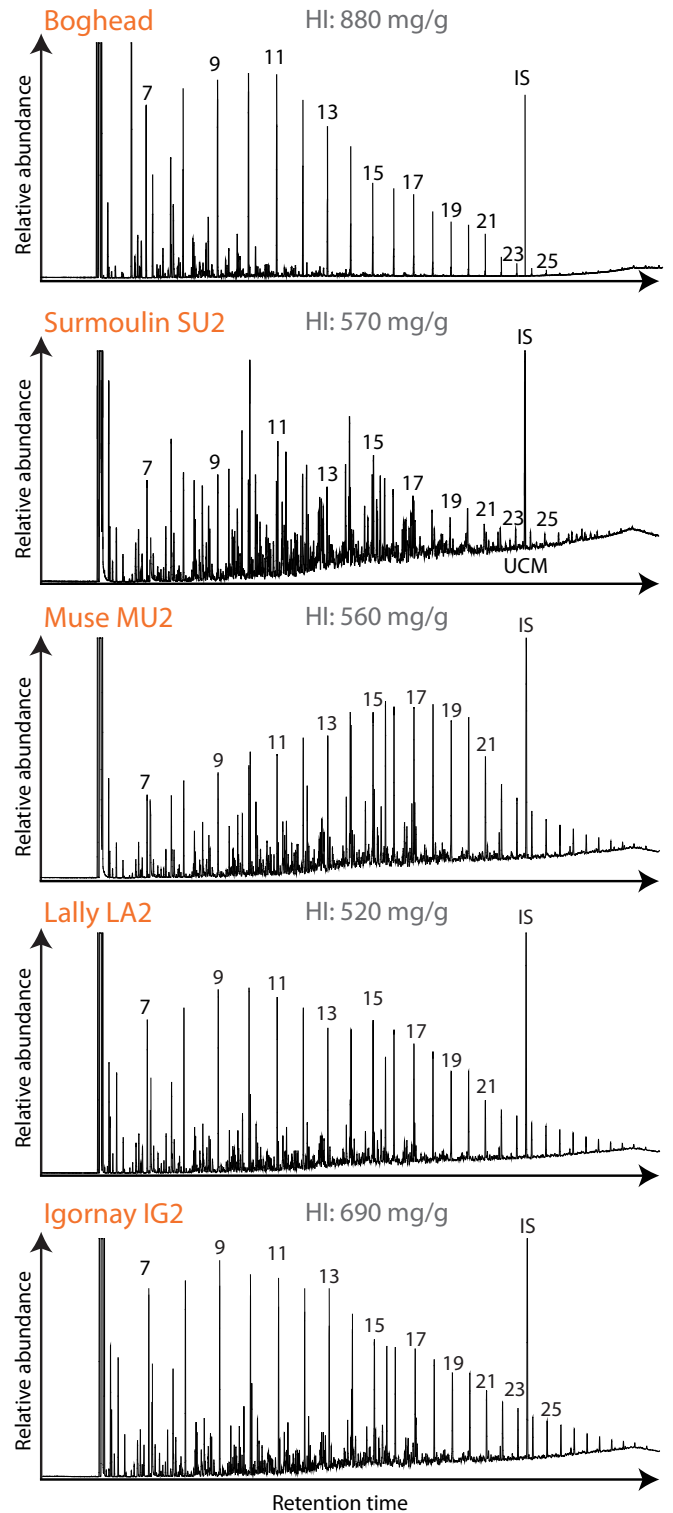 Boghead HI: 880 mg/g
Relative abundance
7 9 11 13 15 17 19 21 23 IS 25
Surmoulin SU2 HI: 570 mg/g
Relative abundance
7 9 11 13 15 17 19 21 23 IS 25
UCM
Muse MU2 HI: 560 mg/g
Relative abundance
7 9 11 13 15 17 19 21 IS
Lally LA2 HI: 520 mg/g
Relative abundance
7 9 11 13 15 17 19 21 IS
Igornay IG2 HI: 690 mg/g
Relative abundance
7 9 11 13 15 17 19 21 23 IS 25
Retention time